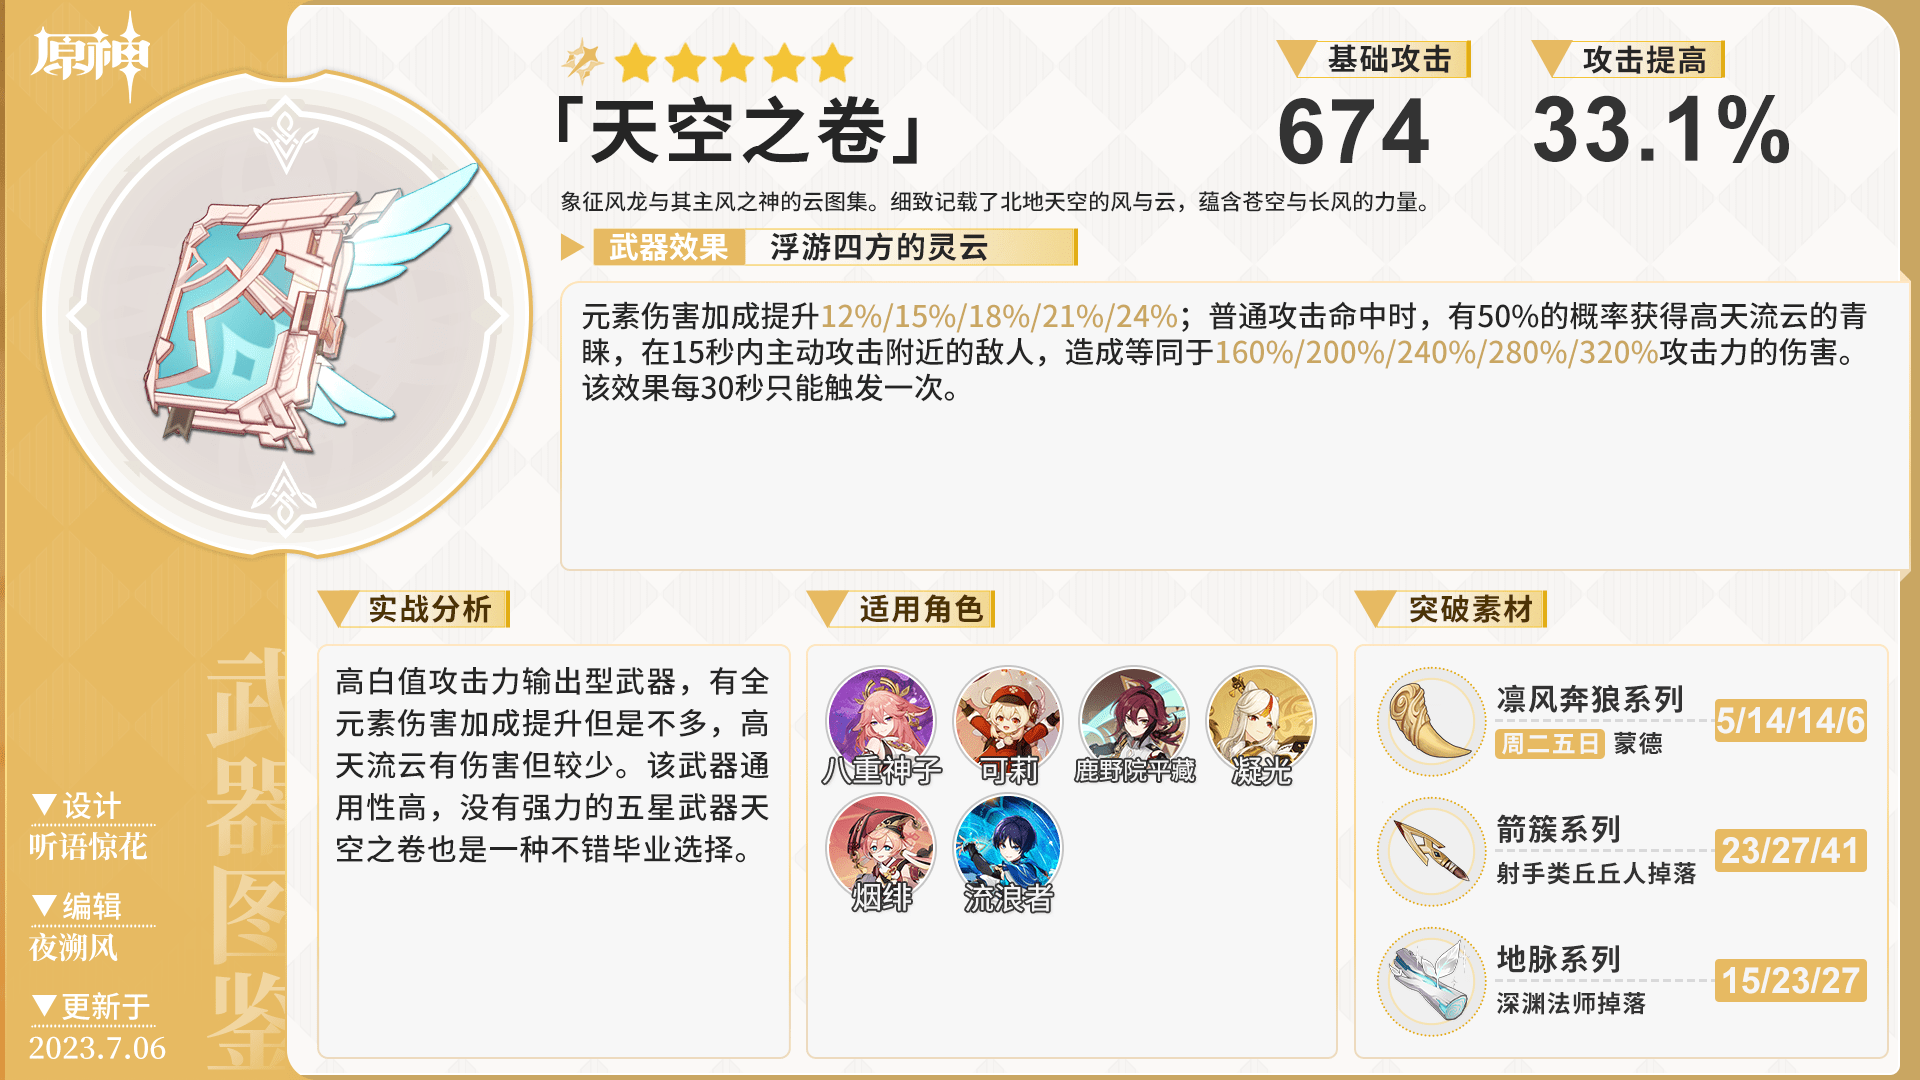 原神
「天空之卷」
基础攻击
674
攻击提高
33.1%
象征风龙与其主风之神的云图集。细致记载了北地天空的风与云，蕴含苍空与长风的力量。
武器效果 浮游四方的灵云
元素伤害加成提升12%/15%/18%/21%/24%；普通攻击命中时，有50%的概率获得高天流云的青
睐，在15秒内主动攻击附近的敌人，造成等同于160%/200%/240%/280%/320%攻击力的伤害。
该效果每30秒只能触发一次。
实战分析
高白值攻击力输出型武器，有全
元素伤害加成提升但是不多，高
天流云有伤害但较少。该武器通
用性高，没有强力的五星武器天
空之卷也是一种不错毕业选择。
适用角色
八重神子
可莉
鹿野院平藏
凝光
烟绯
流浪者
突破素材
凛风奔狼系列
周二五日 蒙德
5/14/14/6
箭簇系列
射手类丘丘人掉落
23/27/41
地脉系列
深渊法师掉落
15/23/27
武器图鉴
▼设计
听语惊花
▼编辑
夜溯风
▼更新于
2023.7.06